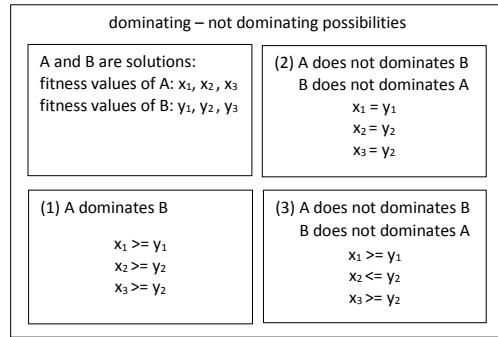 dominating – not dominating possibilities
A and B are solutions:
fitness values of A: x₁, x₂ , x₃
fitness values of B: y₁, y₂ , y₃
(2) A does not dominates B
B does not dominates A
x₁ = y₁
x₂ = y₂
x₃ = y₂
(1) A dominates B
x₁ >= y₁
x₂ >= y₂
x₃ >= y₂
(3) A does not dominates B
B does not dominates A
x₁ >= y₁
x₂ <= y₂
x₃ >= y₂